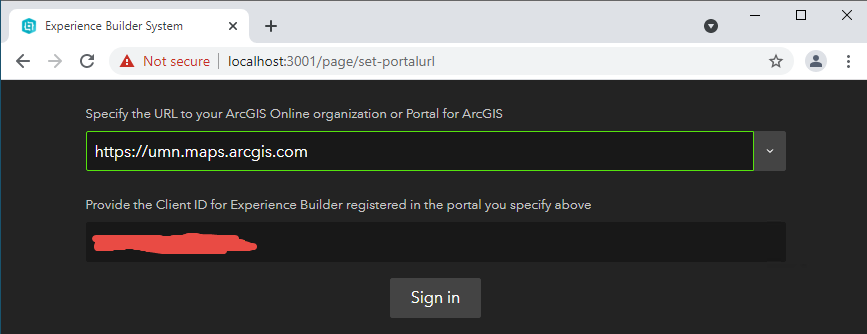 Experience Builder System
Not secure | localhost:3001/page/set-portalurl
Specify the URL to your ArcGIS Online organization or Portal for ArcGIS
https://umn.maps.arcgis.com
Provide the Client ID for Experience Builder registered in the portal you specify above
Sign in